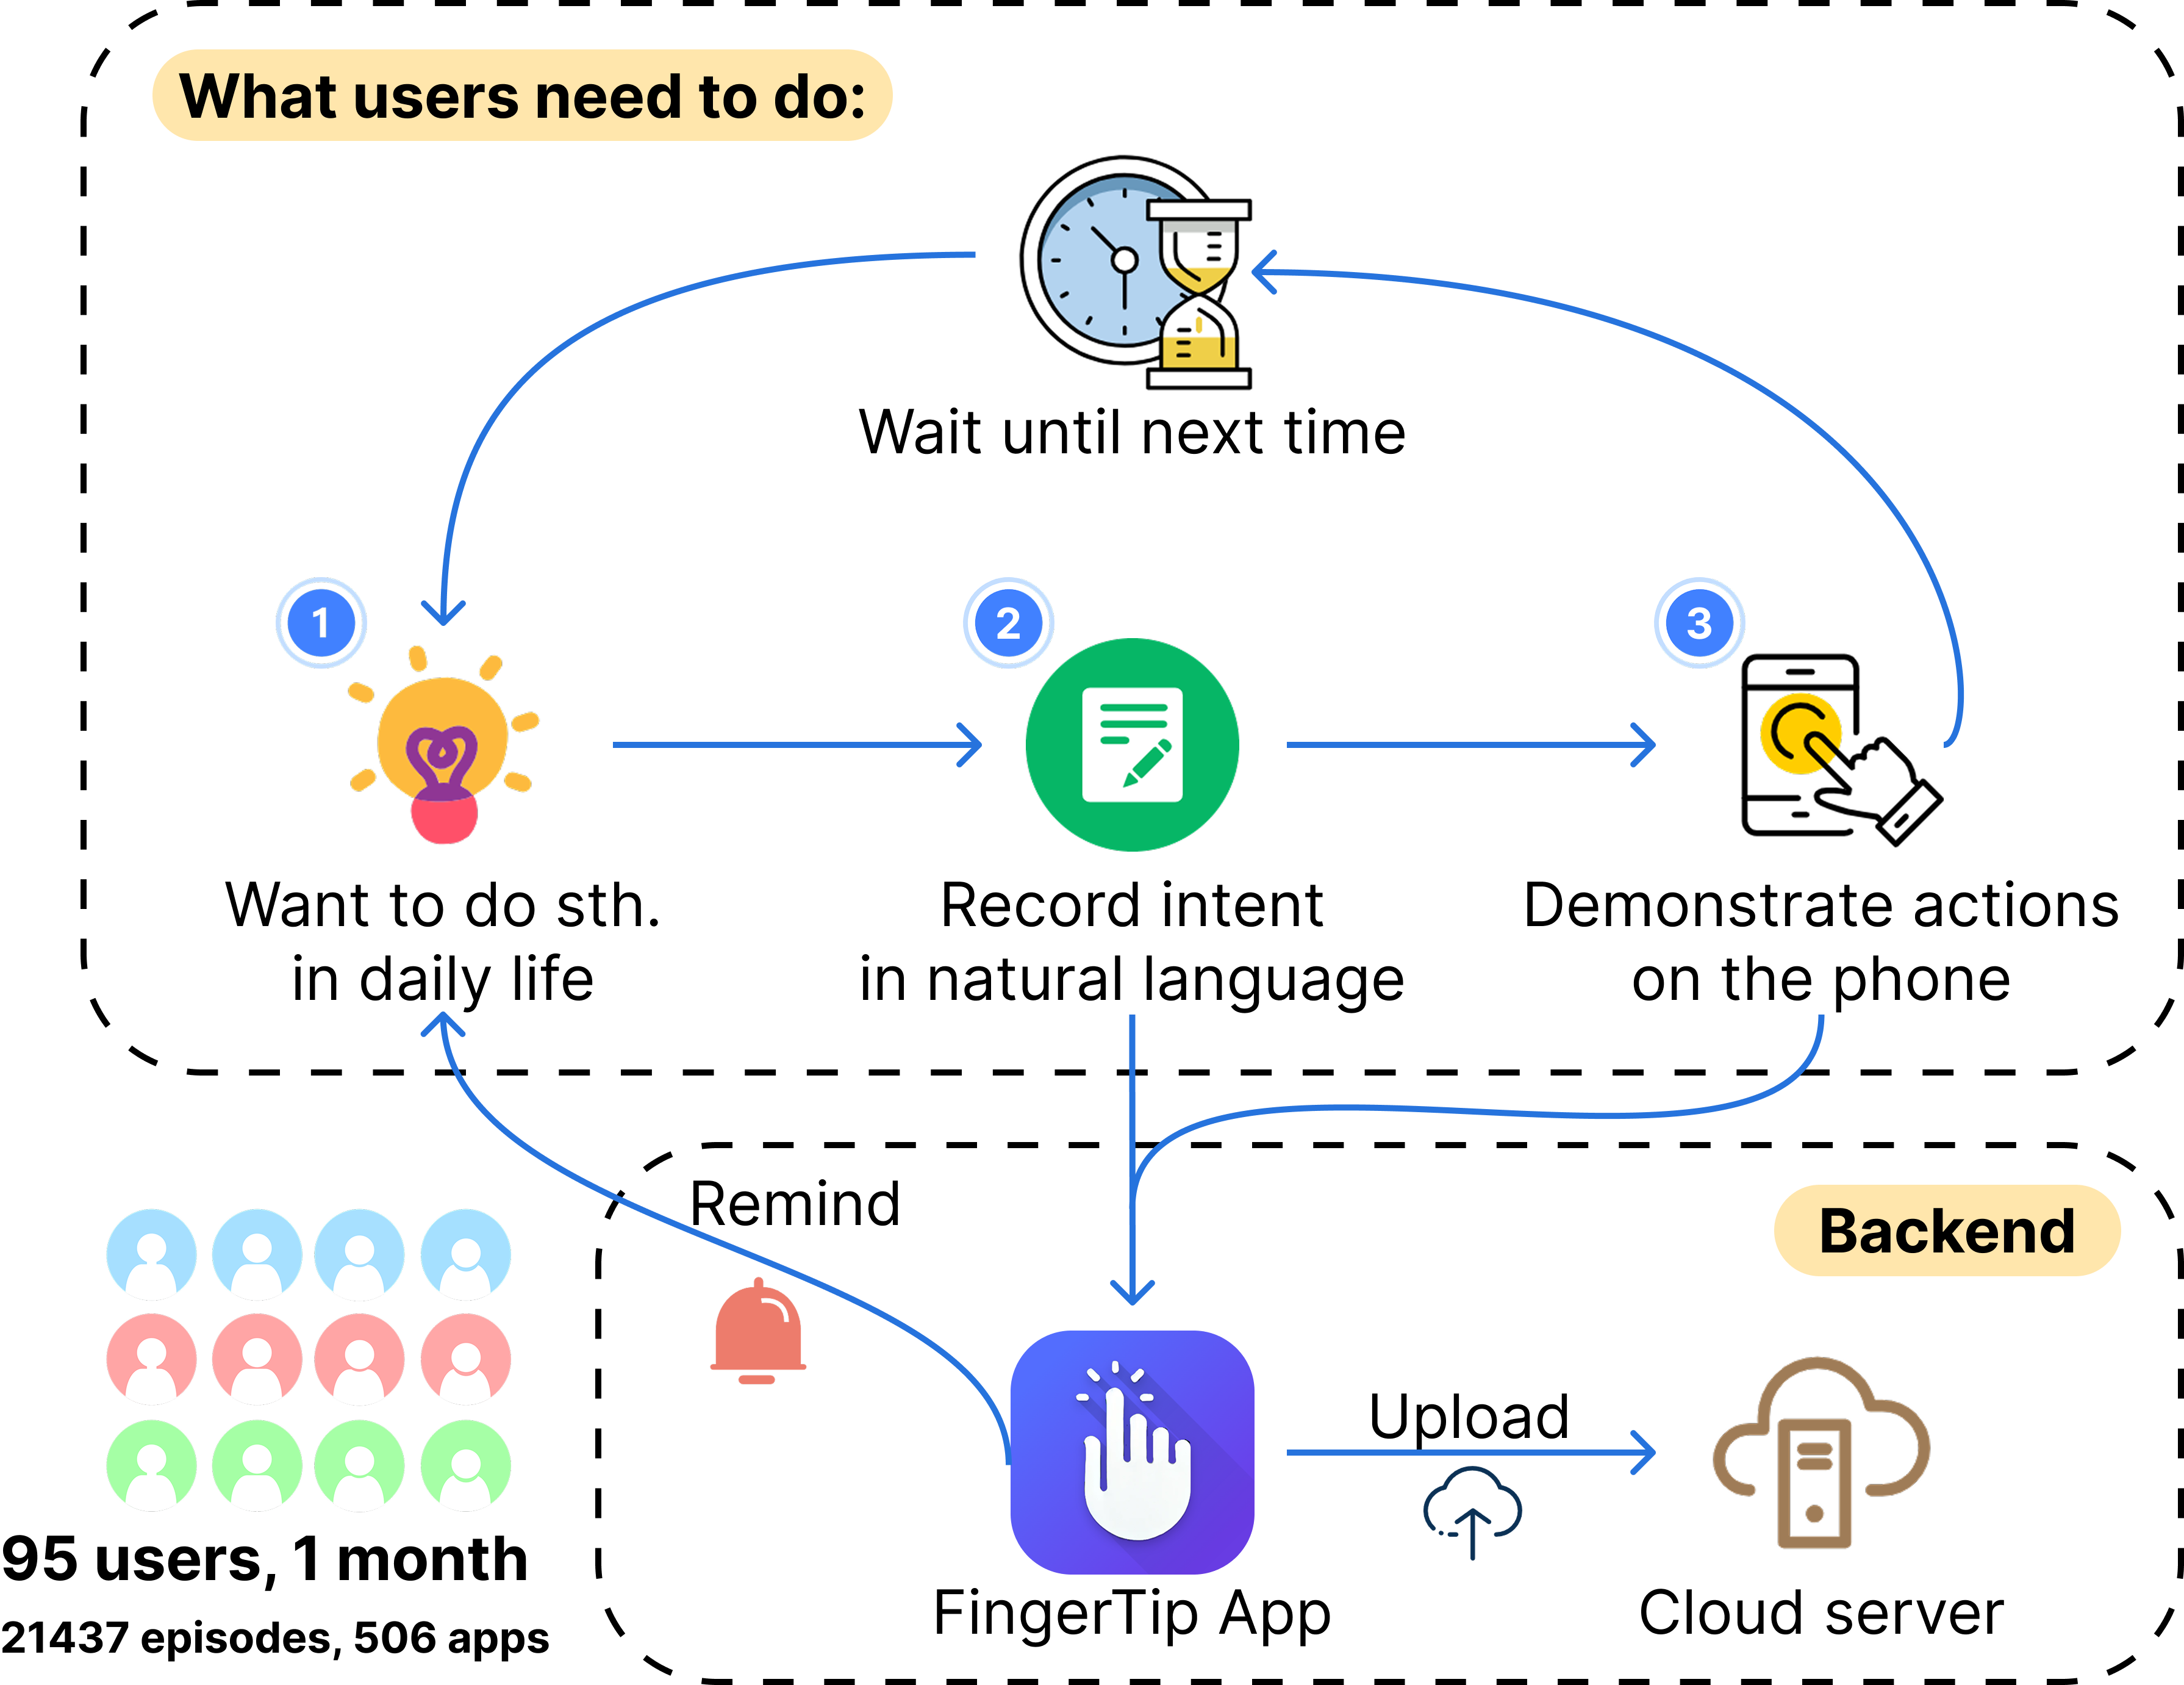 What users need to do:
Wait until next time
1
2
3
Want to do sth.
in daily life
Record intent
in natural language
Demonstrate actions
on the phone
Remind
Backend
Upload
95 users, 1 month
21437 episodes, 506 apps
FingerTip App
Cloud server